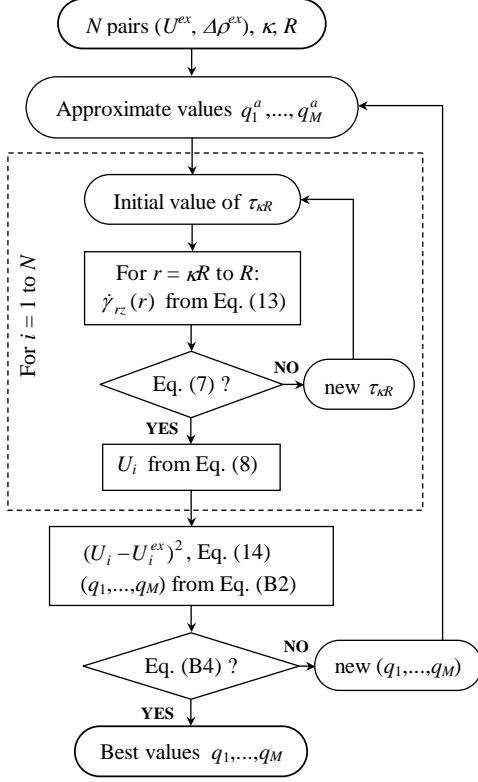 N pairs (U^ex, Δρ^ex), κ, R
Approximate values q_1^a,..., q_M^a
For i = 1 to N
Initial value of τ_κR
For r = κR to R:
γ̇_rz(r) from Eq. (13)
Eq. (7) ?
NO
new τ_κR
YES
U_i from Eq. (8)
(U_i – U_i^ex)^2 , Eq. (14)
(q_1,...,q_M) from Eq. (B2)
Eq. (B4) ?
NO
new (q_1,...,q_M)
YES
Best values q_1,...,q_M